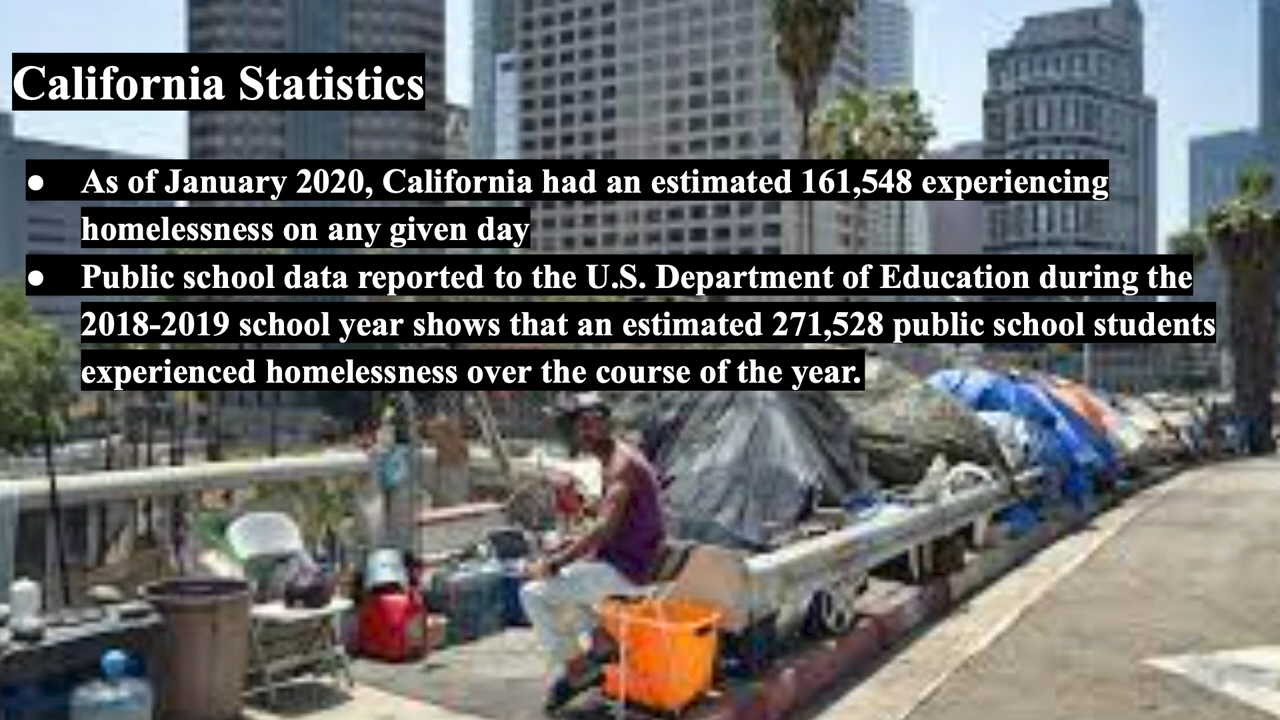 California Statistics
● As of January 2020, California had an estimated 161,548 experiencing
homelessness on any given day
● Public school data reported to the U.S. Department of Education during the
2018-2019 school year shows that an estimated 271,528 public school students
experienced homelessness over the course of the year.